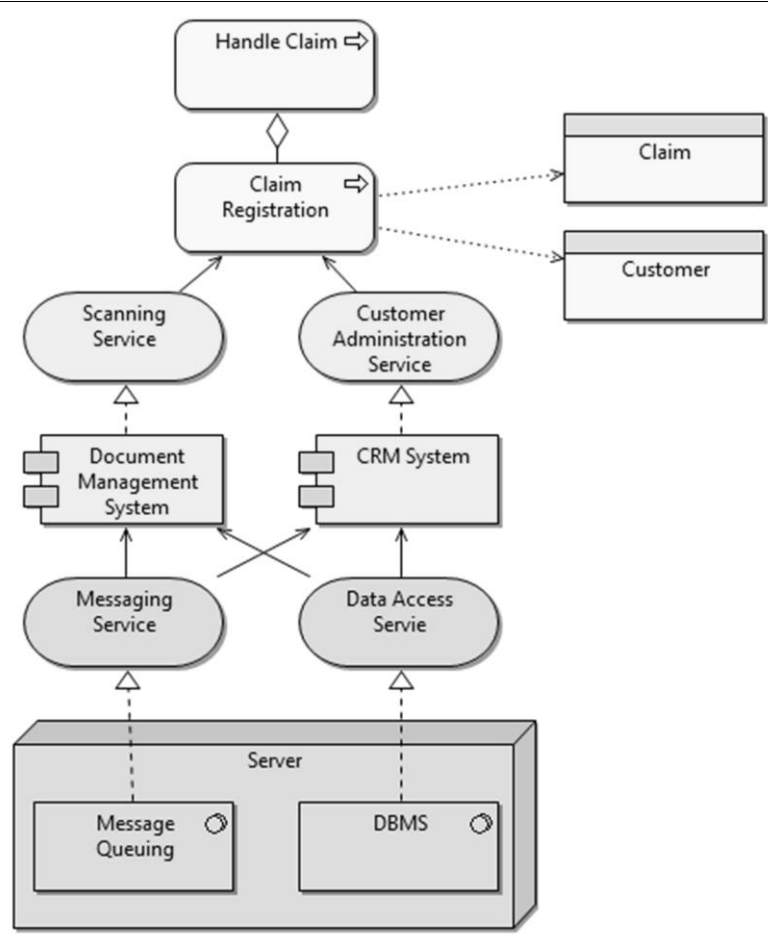 Handle Claim
Claim
Registration
Claim
Customer
Scanning
Service
Customer
Administration
Service
Document
Management
System
CRM System
Messaging
Service
Data Access
Servie
Server
Message
Queuing
DBMS